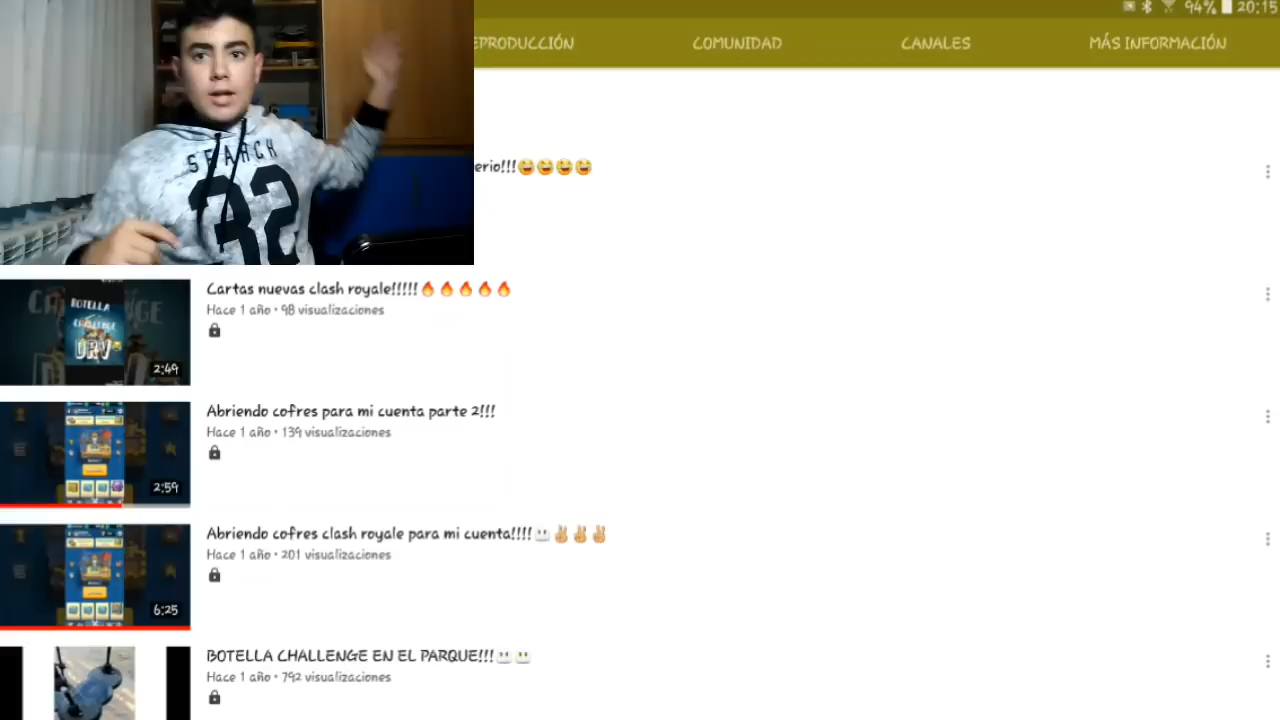 94% 20:15
EPRODUCCIÓN COMUNIDAD CANALES MÁS INFORMACIÓN
SEARCH
32
erio!!!😂😂😂😂
Cartas nuevas clash royale!!!!!🔥🔥🔥🔥🔥
Hace 1 año • 98 visualizaciones
BOTELLA
CHALLENGE
2:49
Abriendo cofres para mi cuenta parte 2!!!
Hace 1 año • 139 visualizaciones
2:59
Abriendo cofres clash royale para mi cuenta!!!!✌✌✌
Hace 1 año • 201 visualizaciones
6:25
BOTELLA CHALLENGE EN EL PARQUE!!!
Hace 1 año • 792 visualizaciones